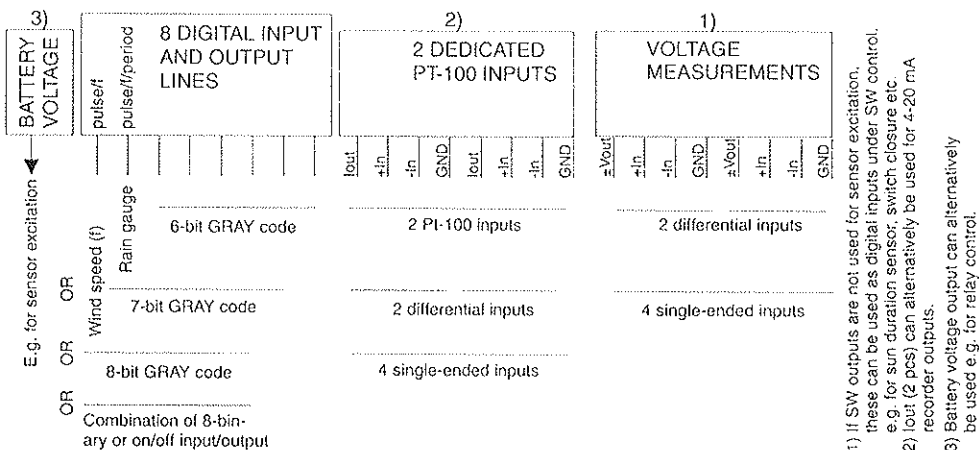 3)
BATTERY
VOLTAGE
8 DIGITAL INPUT
AND OUTPUT
LINES
pulse/f
pulse/f/period
2)
2 DEDICATED
PT-100 INPUTS
1)
VOLTAGE
MEASUREMENTS
Iout
+In
-In
GND
Iout
+In
-In
GND
±Vout
+In
-In
GND
±Vout
+In
-In
GND
E.g. for sensor excitation
Wind speed (f)
Rain gauge
6-bit GRAY code
2 Pt-100 inputs
2 differential inputs
OR
7-bit GRAY code
2 differential inputs
4 single-ended inputs
OR
8-bit GRAY code
4 single-ended inputs
OR
Combination of 8-bin-
ary or on/off input/output
1) If SW outputs are not used for sensor excitation,
these can be used as digital inputs under SW control.
e.g. for sun duration sensor, switch closure etc.
2) Iout (2 pcs) can alternatively be used for 4-20 mA
recorder outputs.
3) Battery voltage output can alternatively
be used e.g. for relay control.